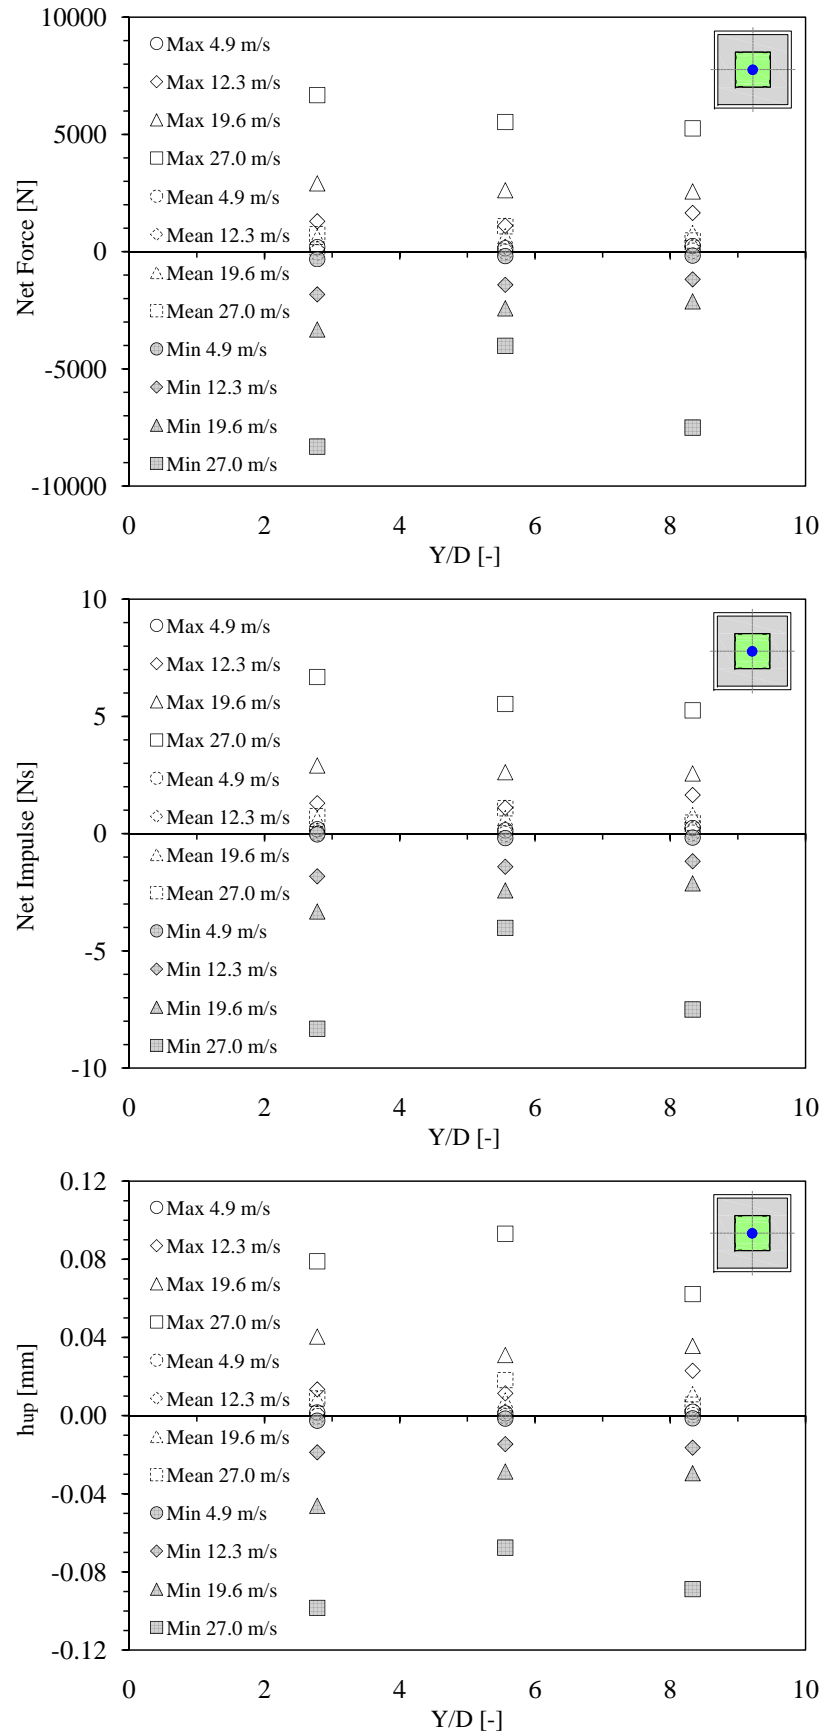 10000
Max 4.9 m/s
Max 12.3 m/s
5000
Max 19.6 m/s
Max 27.0 m/s
Mean 4.9 m/s
Mean 12.3 m/s
0
Mean 19.6 m/s
Mean 27.0 m/s
Min 4.9 m/s
-5000
Min 12.3 m/s
Min 19.6 m/s
Min 27.0 m/s
-10000
Net Force [N]
0 2 4 6 8 10
Y/D [-]
10
Max 4.9 m/s
Max 12.3 m/s
Max 19.6 m/s
5
Max 27.0 m/s
Mean 4.9 m/s
Mean 12.3 m/s
0
Mean 19.6 m/s
Mean 27.0 m/s
Min 4.9 m/s
-5
Min 12.3 m/s
Min 19.6 m/s
Min 27.0 m/s
-10
Net Impulse [Ns]
0 2 4 6 8 10
Y/D [-]
0.12
Max 4.9 m/s
Max 12.3 m/s
0.08
Max 19.6 m/s
Max 27.0 m/s
0.04
Mean 4.9 m/s
Mean 12.3 m/s
0.00
Mean 19.6 m/s
Mean 27.0 m/s
-0.04
Min 4.9 m/s
Min 12.3 m/s
-0.08
Min 19.6 m/s
Min 27.0 m/s
-0.12
hup [mm]
0 2 4 6 8 10
Y/D [-]